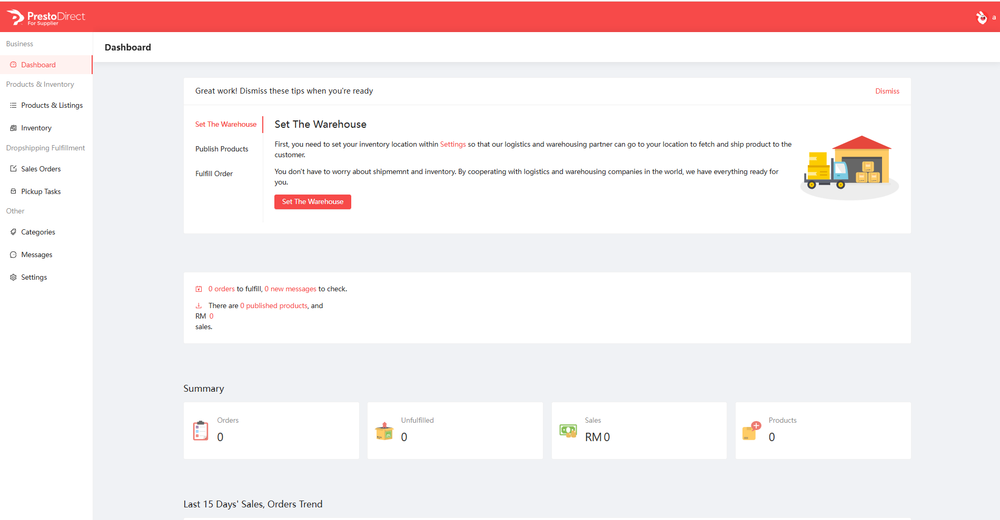 PrestoDirect
For Supplier
a
Business
Dashboard
Products & Inventory
Products & Listings
Inventory
Dropshipping Fulfillment
Sales Orders
Pickup Tasks
Other
Categories
Messages
Settings
Dashboard
Great work! Dismiss these tips when you're ready
Dismiss
Set The Warehouse
Publish Products
Fulfill Order
Set The Warehouse
First, you need to set your inventory location within Settings so that our logistics and warehousing partner can go to your location to fetch and ship product to the
customer.
You don't have to worry about shipmemnt and inventory. By cooperating with logistics and warehousing companies in the world, we have everything ready for
you.
Set The Warehouse
0 orders to fulfill, 0 new messages to check.
There are 0 published products, and
RM 0
sales.
Summary
Orders
0
Unfulfilled
0
Sales
RM 0
Products
0
Last 15 Days' Sales, Orders Trend